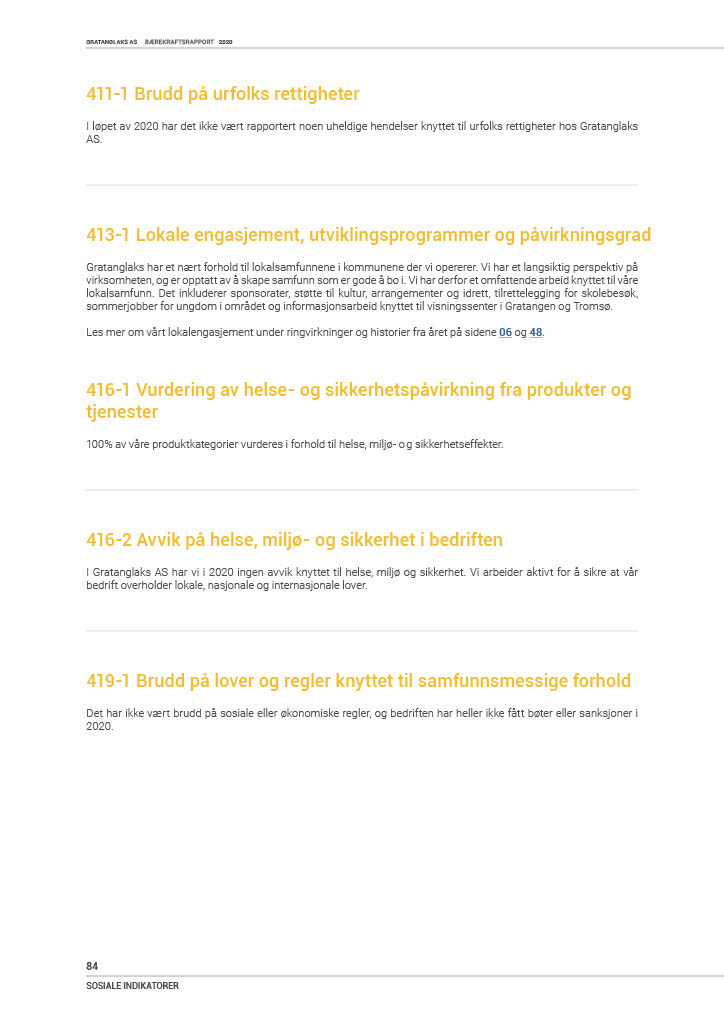 GRATANGLAKS AS BÆREKRAFTSRAPPORT 2020
411-1 Brudd på urfolks rettigheter
I løpet av 2020 har det ikke vært rapportert noen uheldige hendelser knyttet til urfolks rettigheter hos Gratanglaks
AS.
413-1 Lokale engasjement, utviklingsprogrammer og påvirkningsgrad
Gratanglaks har et nært forhold til lokalsamfunnene i kommunene der vi opererer. Vi har et langsiktig perspektiv på
virksomheten, og er opptatt av å skape samfunn som er gode å bo i. Vi har derfor et omfattende arbeid knyttet til våre
lokalsamfunn. Det inkluderer sponsorater, støtte til kultur, arrangementer og idrett, tilrettelegging for skolebesøk,
sommerjobber for ungdom i området og informasjonsarbeid knyttet til visningssenter i Gratangen og Tromsø.
Les mer om vårt lokalengasjement under ringvirkninger og historier fra året på sidene 06 og 48.
416-1 Vurdering av helse- og sikkerhetspåvirkning fra produkter og
tjenester
100% av våre produktkategorier vurderes i forhold til helse, miljø- og sikkerhetseffekter.
416-2 Avvik på helse, miljø- og sikkerhet i bedriften
I Gratanglaks AS har vi i 2020 ingen avvik knyttet til helse, miljø og sikkerhet. Vi arbeider aktivt for å sikre at vår
bedrift overholder lokale, nasjonale og internasjonale lover.
419-1 Brudd på lover og regler knyttet til samfunnsmessige forhold
Det har ikke vært brudd på sosiale eller økonomiske regler, og bedriften har heller ikke fått bøter eller sanksjoner i
2020.
84
SOSIALE INDIKATORER